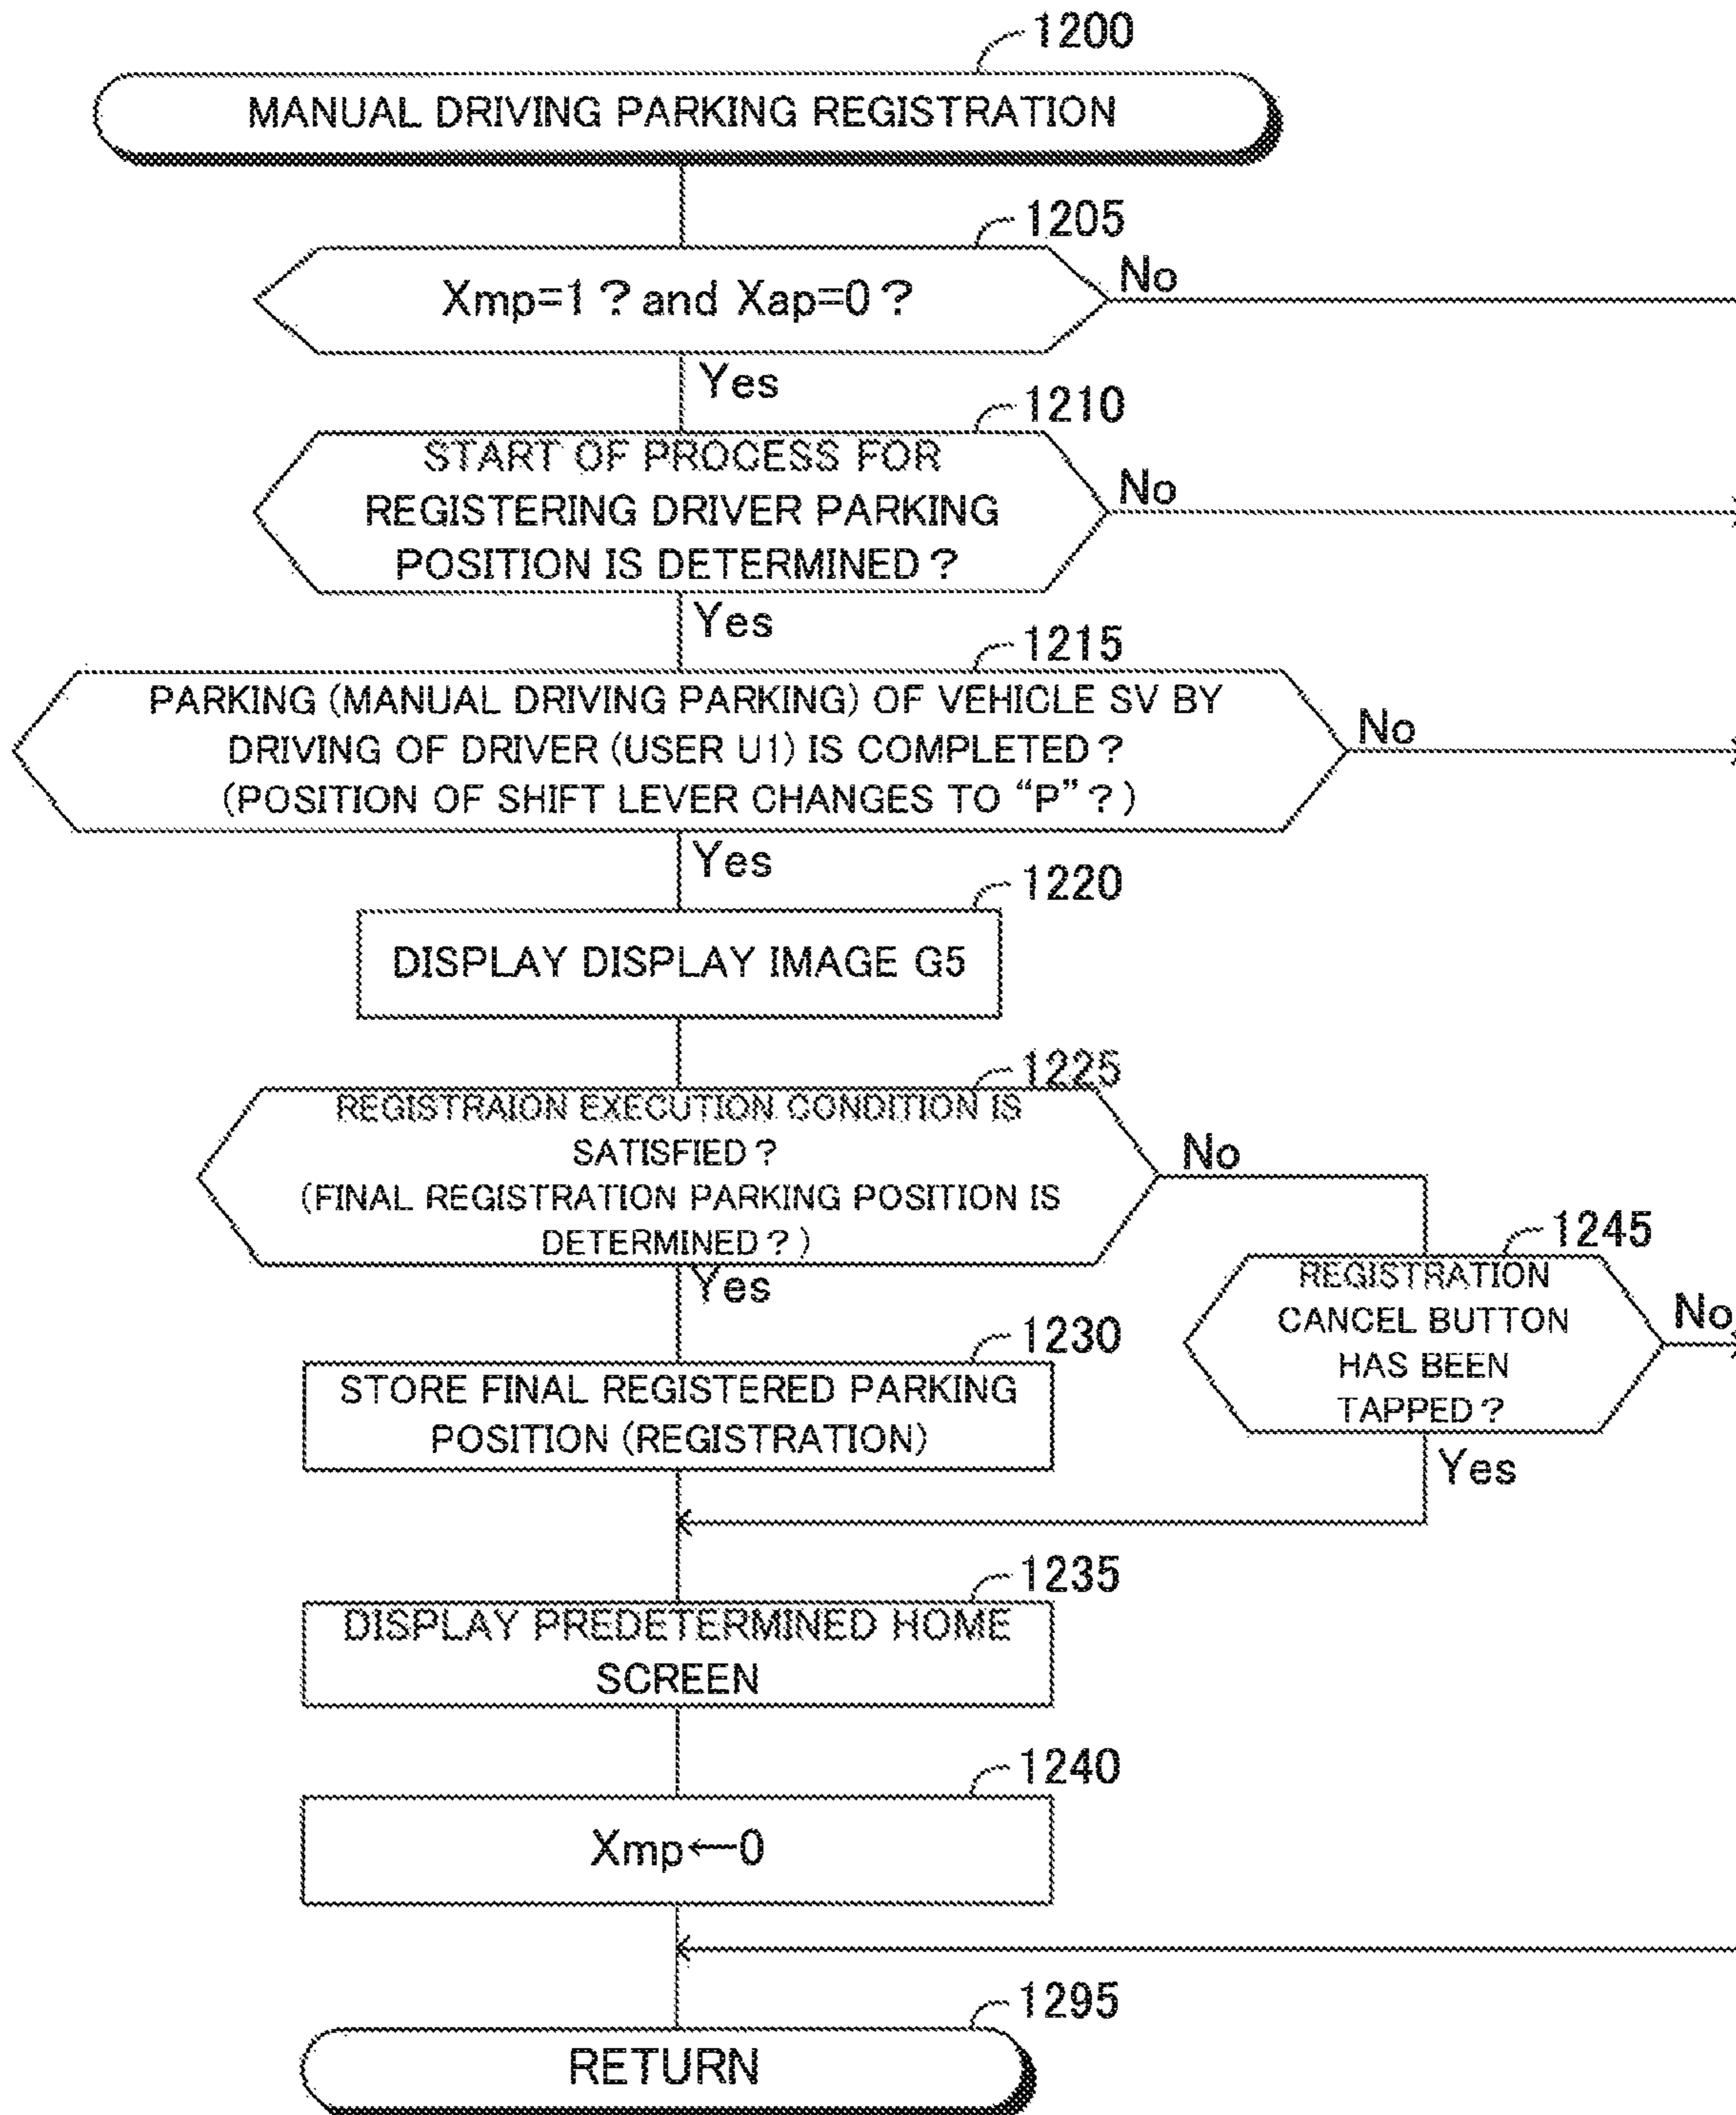 1200
MANUAL DRIVING PARKING REGISTRATION
1205
Xmp=1 ? and Xap=0 ?
No
Yes
1210
START OF PROCESS FOR
REGISTERING DRIVER PARKING
POSITION IS DETERMINED ?
No
Yes
1215
PARKING (MANUAL DRIVING PARKING) OF VEHICLE SV BY
DRIVING OF DRIVER (USER U1) IS COMPLETED ?
(POSITION OF SHIFT LEVER CHANGES TO “P” ? )
No
Yes
1220
DISPLAY DISPLAY IMAGE G5
1225
REGISTRAION EXECUTION CONDITION IS
SATISFIED ?
(FINAL REGISTRATION PARKING POSITION IS
DETERMINED ? )
No
Yes
1245
REGISTRATION
CANCEL BUTTON
HAS BEEN
TAPPED ?
No
Yes
1230
STORE FINAL REGISTERED PARKING
POSITION (REGISTRATION)
1235
DISPLAY PREDETERMINED HOME
SCREEN
1240
Xmp←0
1295
RETURN